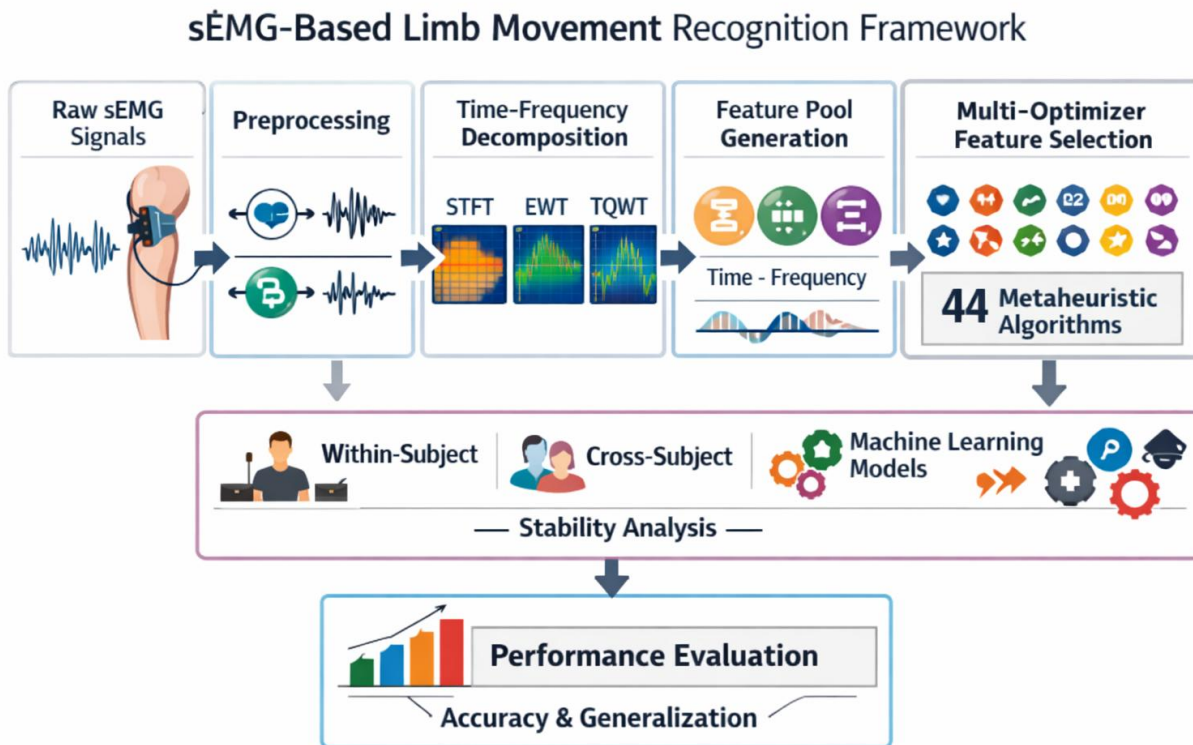 sEMG-Based Limb Movement Recognition Framework
Raw sEMG
Signals
Preprocessing
Time-Frequency
Decomposition
STFT EWT TQWT
Feature Pool
Generation
Time - Frequency
Multi-Optimizer
Feature Selection
44 Metaheuristic
Algorithms
Within-Subject
Cross-Subject
Machine Learning
Models
Stability Analysis
Performance Evaluation
Accuracy & Generalization